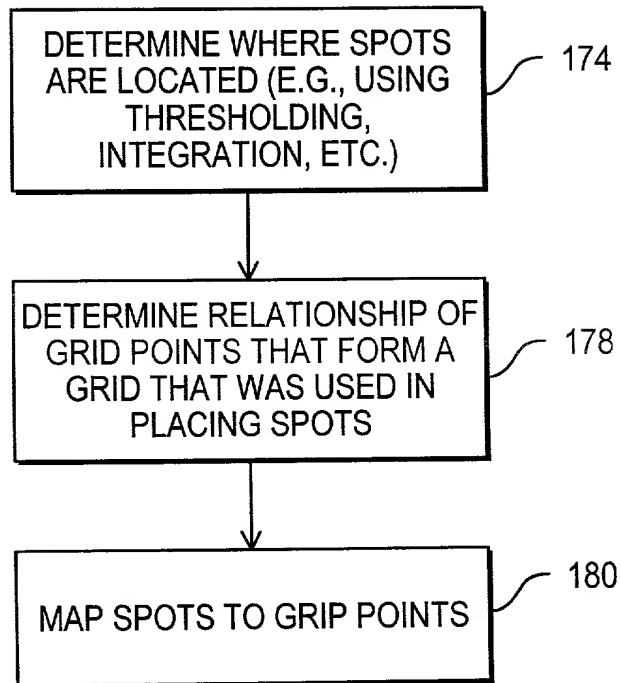 DETERMINE WHERE SPOTS
ARE LOCATED (E.G., USING
THRESHOLDING,
INTEGRATION, ETC.)
174
DETERMINE RELATIONSHIP OF
GRID POINTS THAT FORM A
GRID THAT WAS USED IN
PLACING SPOTS
178
MAP SPOTS TO GRIP POINTS
180